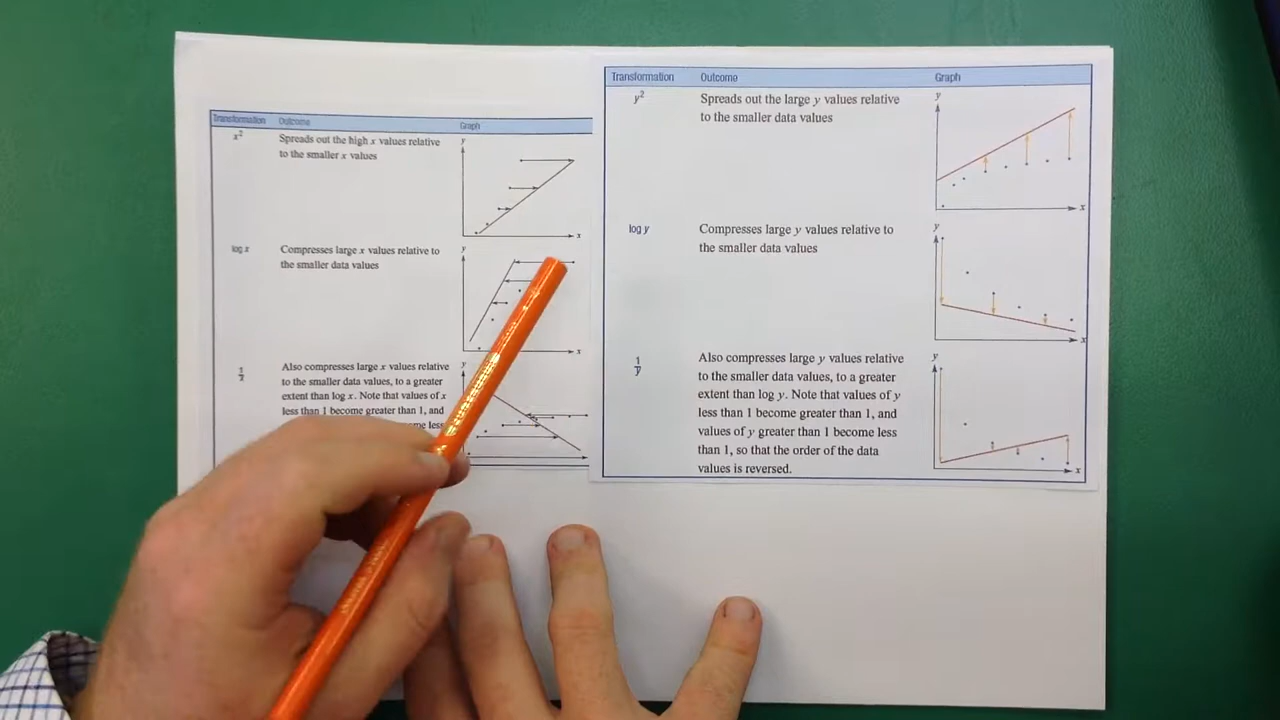 Transformation Outcome Graph
x²
Spreads out the high x values relative
to the smaller x values
y
x
log x
Compresses large x values relative to
the smaller data values
y
x
1
x
Also compresses large x values relative
to the smaller data values, to a greater
extent than log x. Note that values of x
less than 1 become greater than 1, and
me less
y
Transformation Outcome Graph
y²
Spreads out the large y values relative
to the smaller data values
y
x
log y
Compresses large y values relative to
the smaller data values
y
x
1
y
Also compresses large y values relative
to the smaller data values, to a greater
extent than log y. Note that values of y
less than 1 become greater than 1, and
values of y greater than 1 become less
than 1, so that the order of the data
values is reversed.
y
x